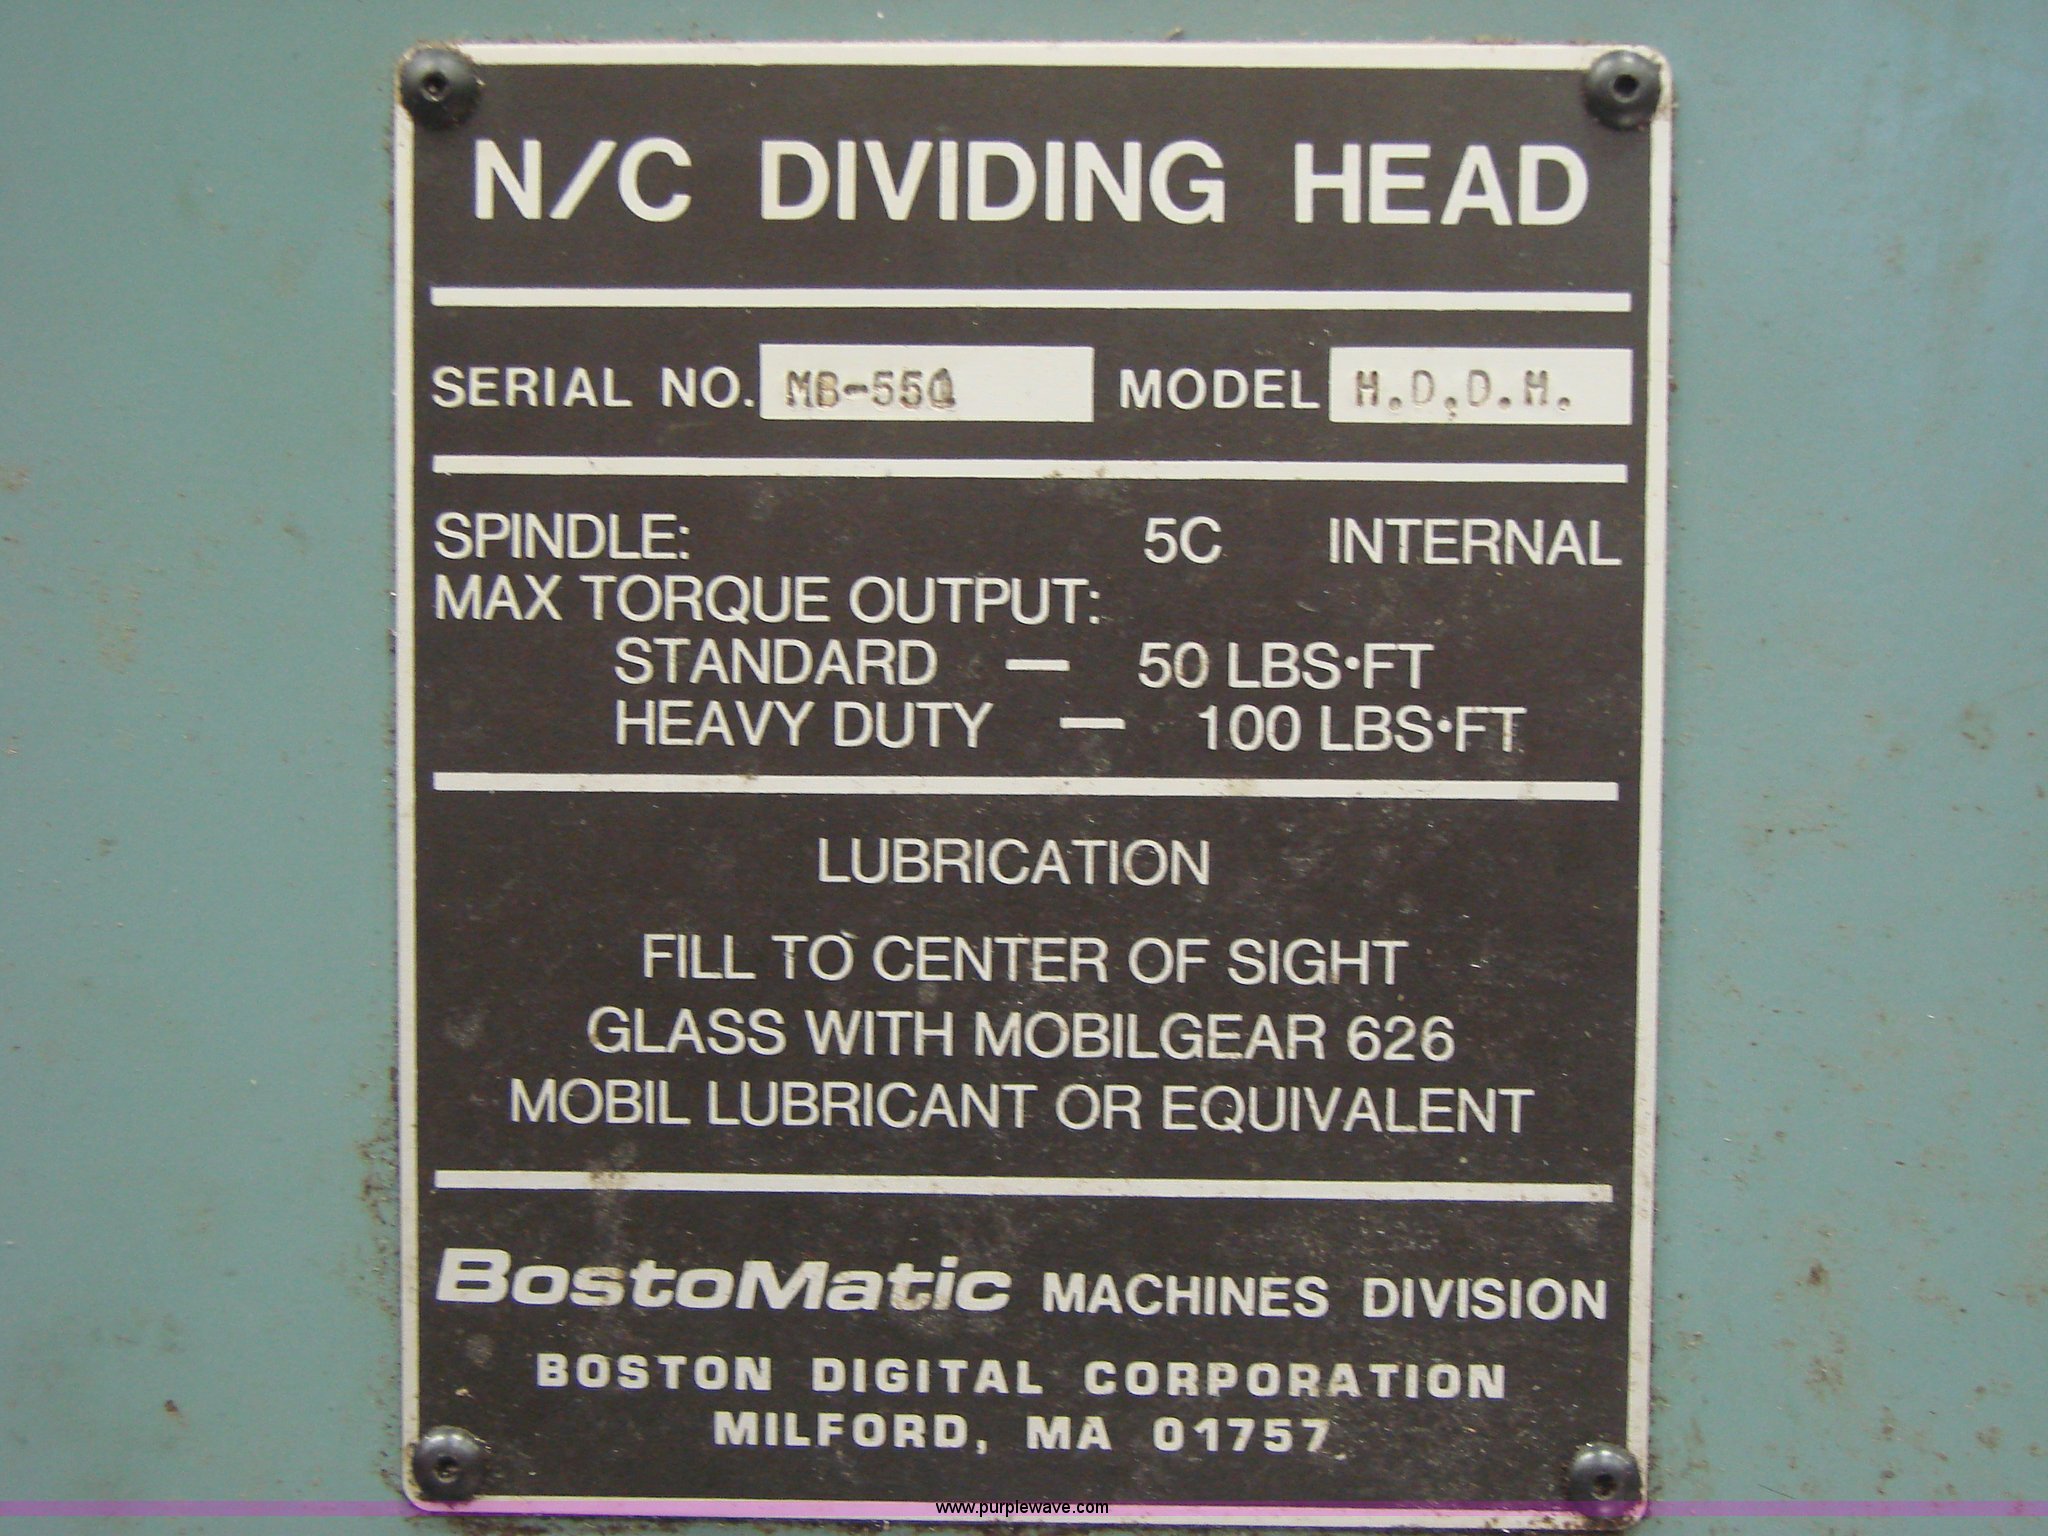 N/C DIVIDING HEAD
SERIAL NO. MODEL H.D.D.H.
SPINDLE: 5C INTERNAL
MAX TORQUE OUTPUT:
STANDARD — 50 LBS•FT
HEAVY DUTY — 100 LBS•FT
LUBRICATION
FILL TO CENTER OF SIGHT
GLASS WITH MOBILGEAR 626
MOBIL LUBRICANT OR EQUIVALENT
BostoMatic MACHINES DIVISION
BOSTON DIGITAL CORPORATION
MILFORD, MA 01757
www.purplewave.com